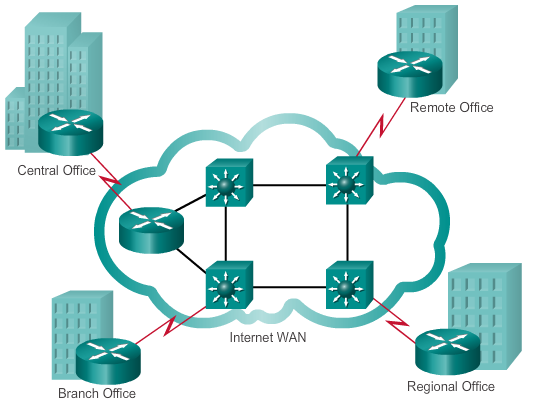 Remote Office
Central Office
Internet WAN
Regional Office
Branch Office